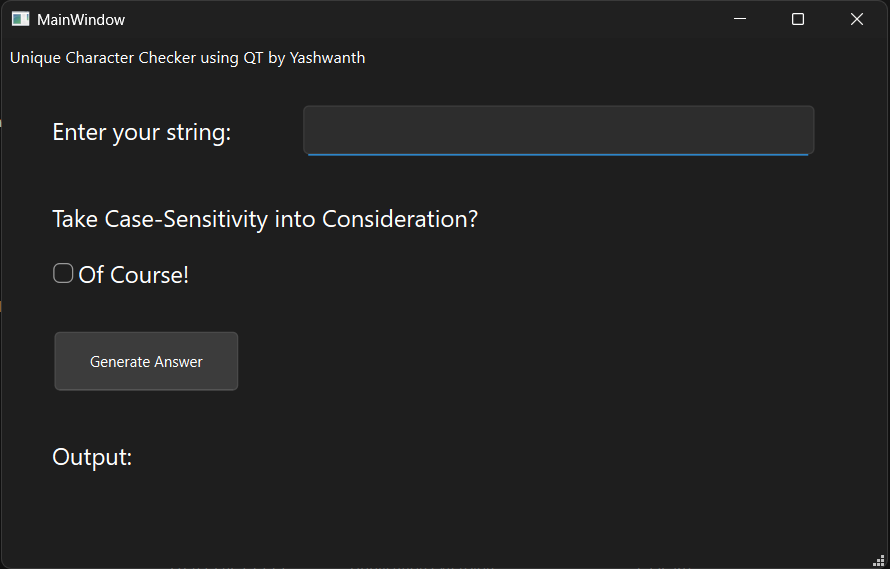 MainWindow
Unique Character Checker using QT by Yashwanth
Enter your string:
Take Case-Sensitivity into Consideration?
Of Course!
Generate Answer
Output: